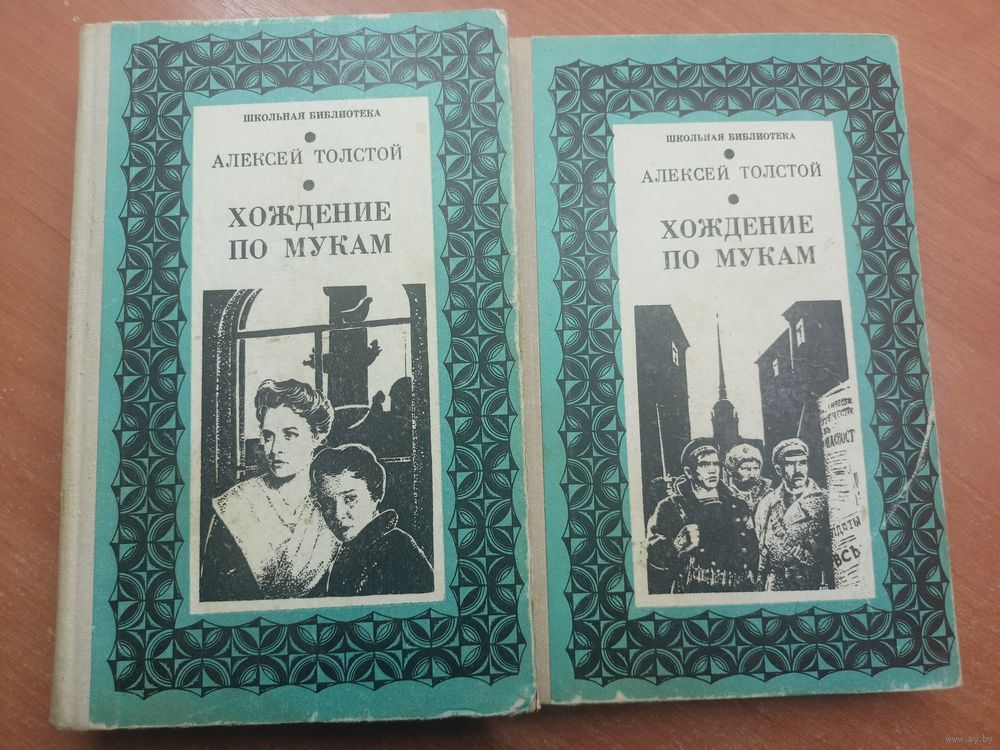 ШКОЛЬНАЯ БИБЛИОТЕКА
АЛЕКСЕЙ ТОЛСТОЙ
ХОЖДЕНИЕ
ПО МУКАМ
ШКОЛЬНАЯ БИБЛИОТЕКА
АЛЕКСЕЙ ТОЛСТОЙ
ХОЖДЕНИЕ
ПО МУКАМ
www.ay.by